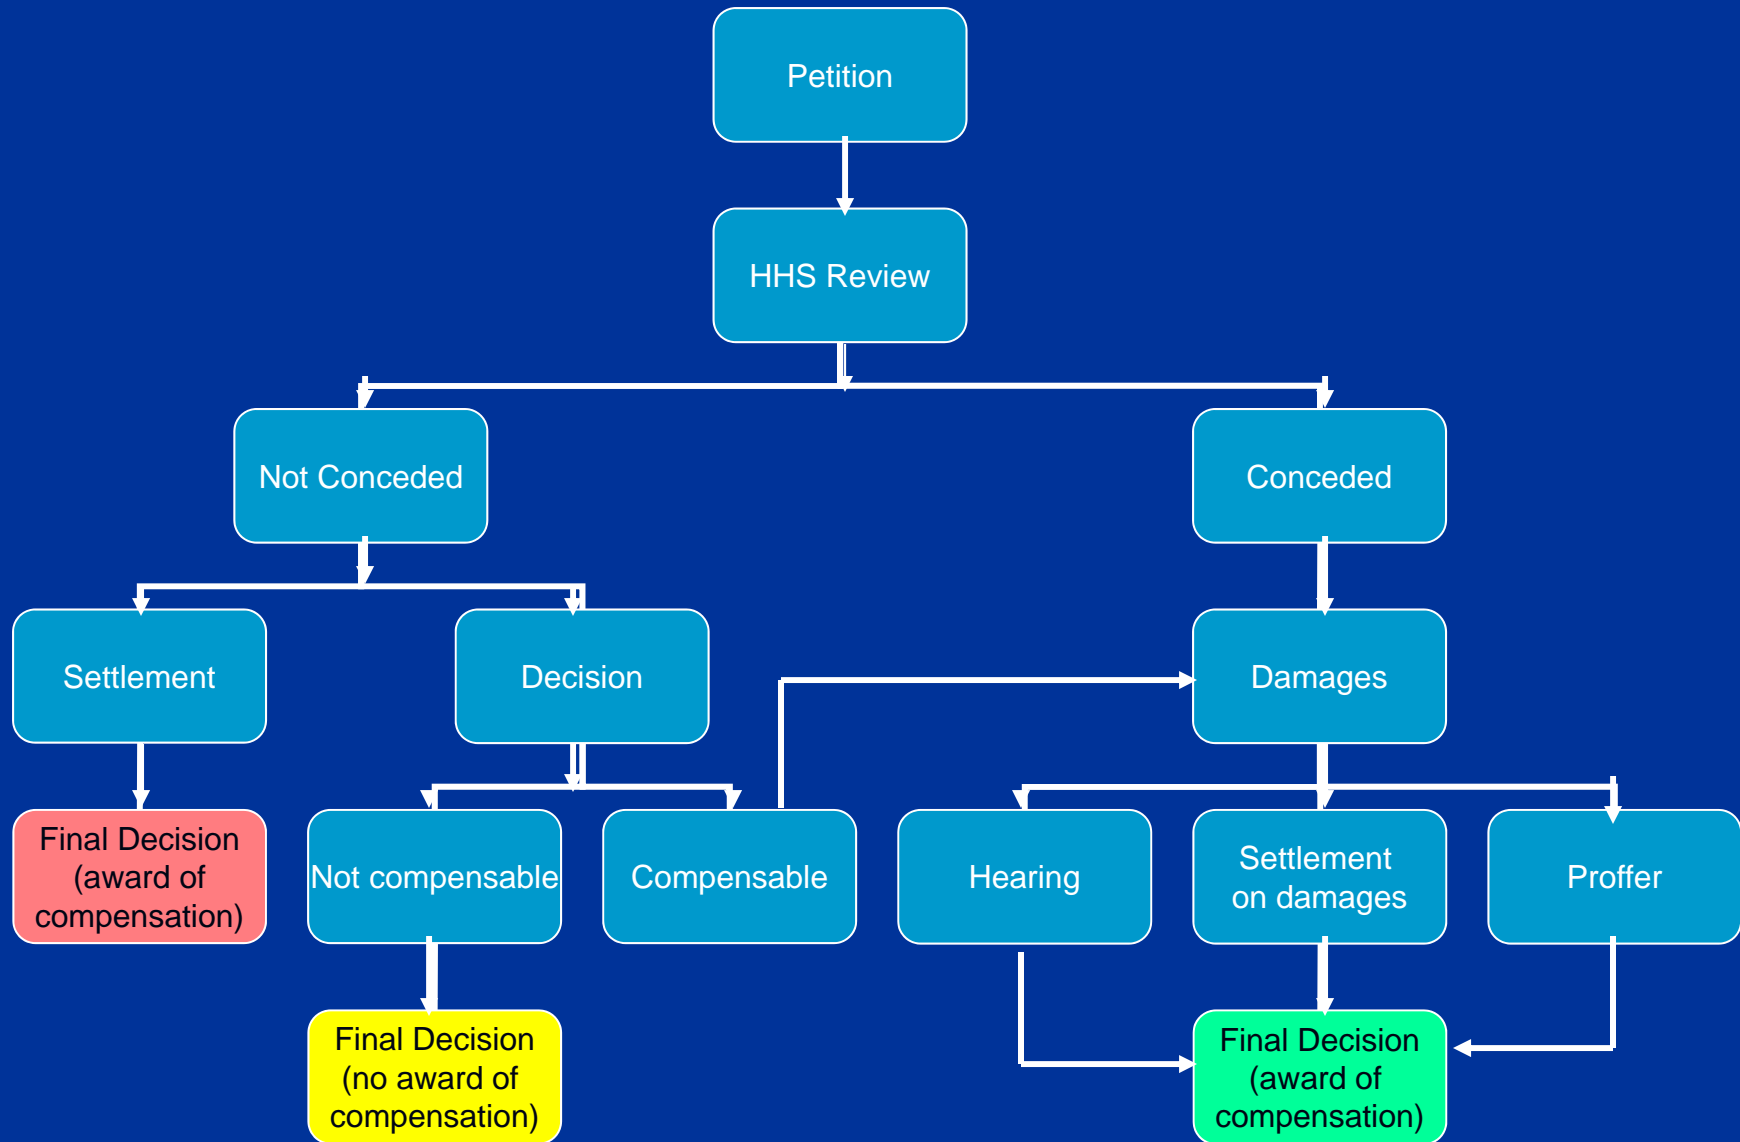 Petition
HHS Review
Not Conceded
Conceded
Settlement
Decision
Damages
Final Decision
(award of
compensation)
Not compensable
Compensable
Hearing
Settlement
on damages
Proffer
Final Decision
(no award of
compensation)
Final Decision
(award of
compensation)